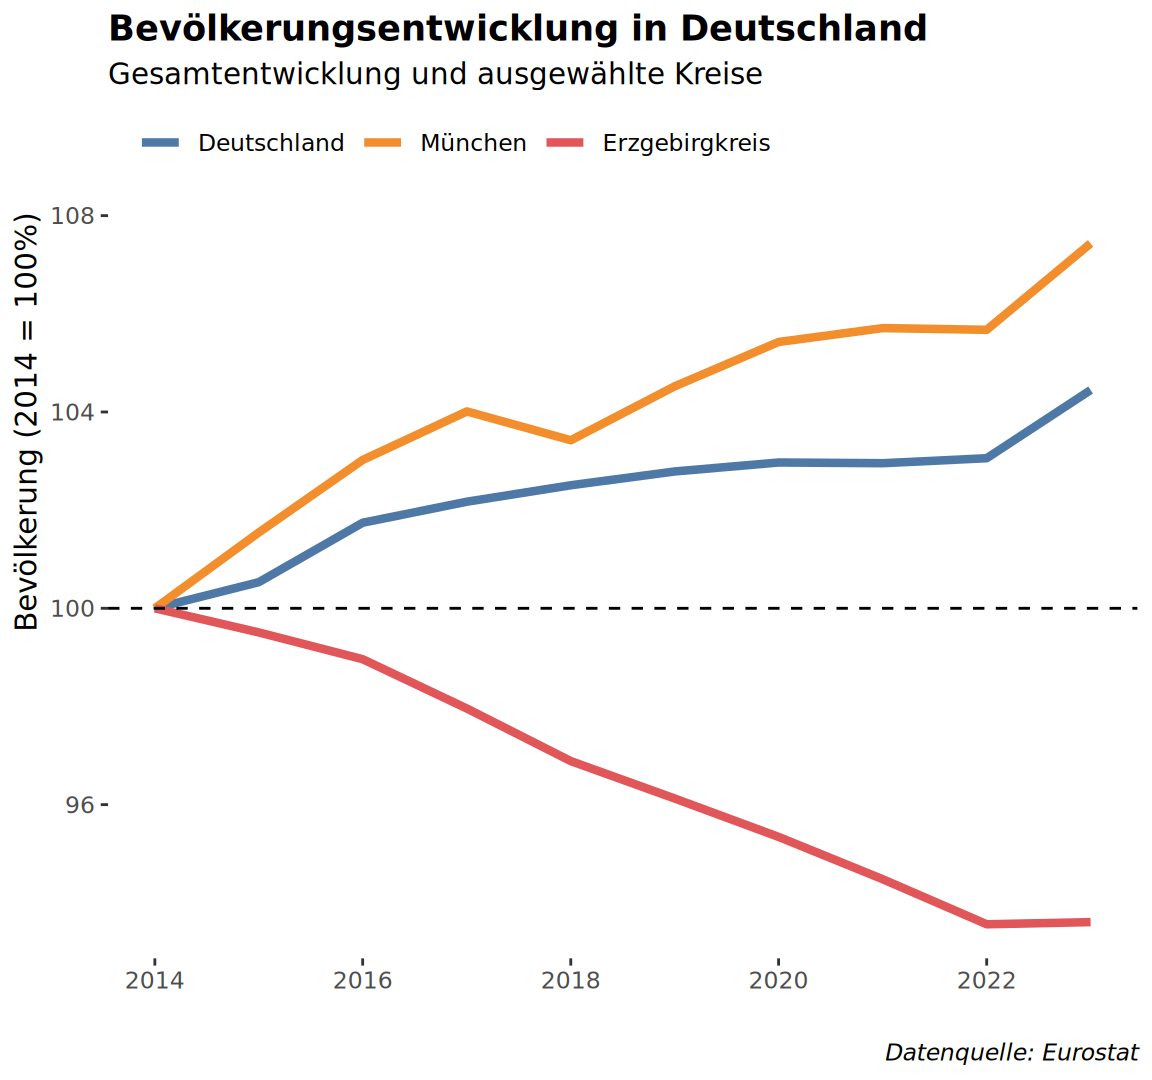 Bevölkerungsentwicklung in Deutschland
Gesamtentwicklung und ausgewählte Kreise
Deutschland München Erzgebirgkreis
Bevölkerung (2014 = 100%)
108
104
100
96
2014 2016 2018 2020 2022
Datenquelle: Eurostat